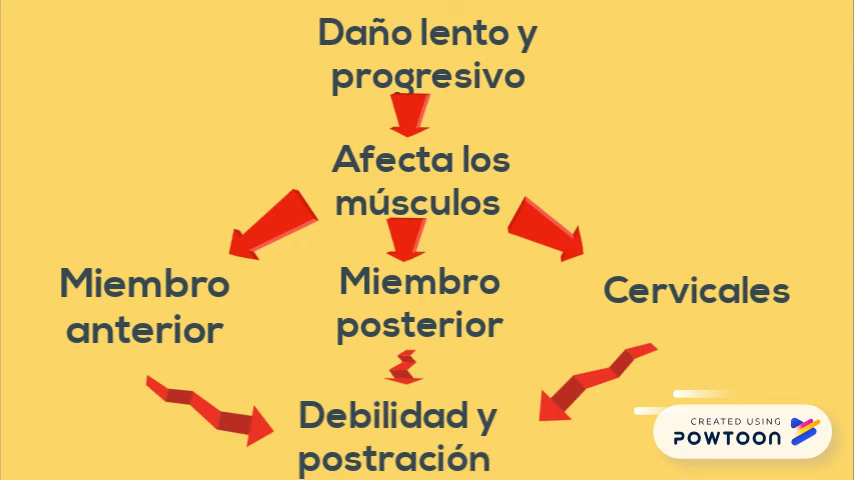 Daño lento y
progresivo
Afecta los
músculos
Miembro
anterior
Miembro
posterior
Cervicales
Debilidad y
postración
CREATED USING
POWTOON